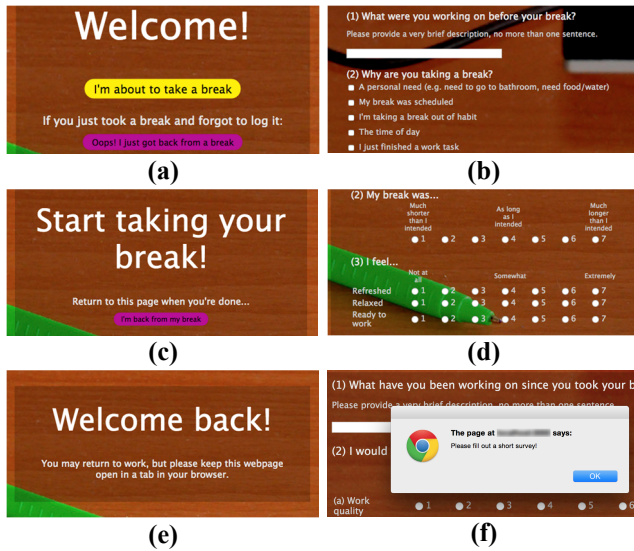 Welcome!
I'm about to take a break
If you just took a break and forgot to log it:
Oops! I just got back from a break
(a)
(1) What were you working on before your break?
Please provide a very brief description, no more than one sentence.
(2) Why are you taking a break?
A personal need (e.g. need to go to bathroom, need food/water)
My break was scheduled
I'm taking a break out of habit
The time of day
I just finished a work task
(b)
Start taking your
break!
Return to this page when you're done...
I'm back from my break
(c)
(2) My break was...
Much shorter than I intended
As long as I intended
Much longer than I intended
1 2 3 4 5 6 7
(3) I feel...
Not at all Somewhat Extremely
Refreshed 1 2 3 4 5 6 7
Relaxed 1 2 3 4 5 6 7
Ready to work 1 2 3 4 5 6 7
(d)
Welcome back!
You may return to work, but please keep this webpage
open in a tab in your browser.
(e)
(1) What have you been working on since you took your b
Please provide a very brief description, no more than one sentence.
(2) I would
The page at says:
Please fill out a short survey!
OK
(a) Work
quality
1 2 3 4 5 6
(f)